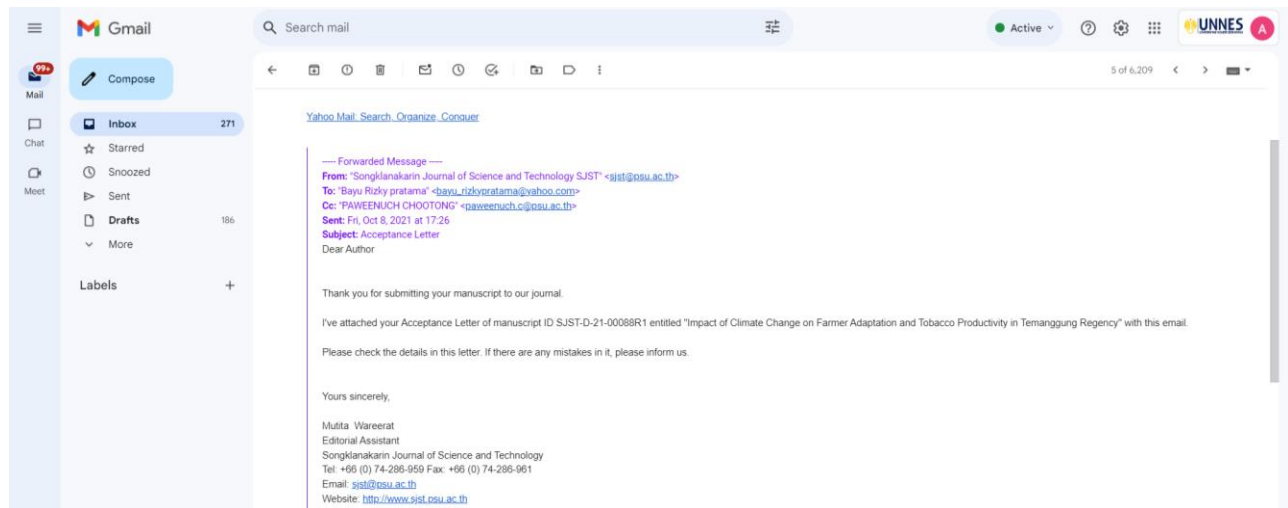 Gmail
Search mail
Active
UNNES
A
99+
Mail
Compose
5 of 6,209
Chat
Meet
Inbox 271
Starred
Snoozed
Sent
Drafts 186
More
Labels
Yahoo Mail: Search, Organize, Conquer
----- Forwarded Message -----
From: "Songklanakarin Journal of Science and Technology SJST" <sjst@psu.ac.th>
To: "Bayu Rizky pratama" <bayu_rizkypratama@yahoo.com>
Cc: "PAWEENUCH CHOOTONG" <paweenuch.c@psu.ac.th>
Sent: Fri, Oct 8, 2021 at 17:26
Subject: Acceptance Letter
Dear Author
Thank you for submitting your manuscript to our journal.
I've attached your Acceptance Letter of manuscript ID SJST-D-21-00088R1 entitled "Impact of Climate Change on Farmer Adaptation and Tobacco Productivity in Temanggung Regency" with this email.
Please check the details in this letter. If there are any mistakes in it, please inform us.
Yours sincerely,
Mutita Wareerat
Editorial Assistant
Songklanakarin Journal of Science and Technology
Tel: +66 (0) 74-286-959 Fax: +66 (0) 74-286-961
Email: sjst@psu.ac.th
Website: http://www.sjst.psu.ac.th